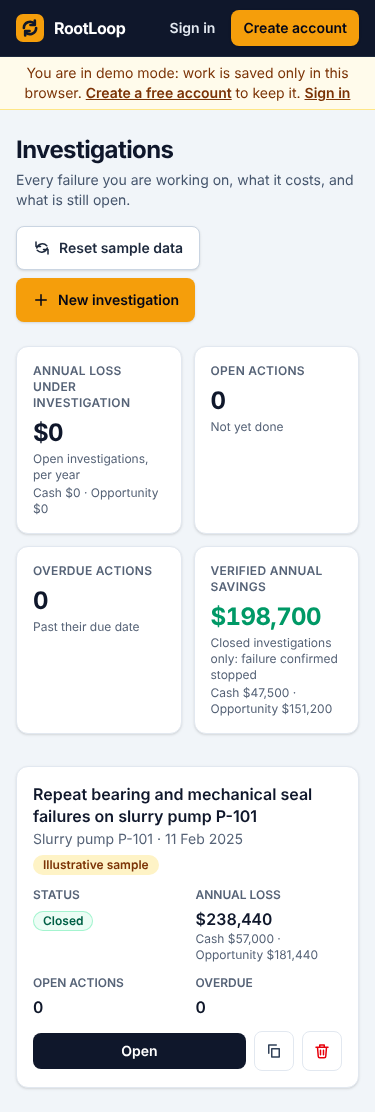 RootLoop
Sign in
Create account
You are in demo mode: work is saved only in this
browser. Create a free account to keep it. Sign in
Investigations
Every failure you are working on, what it costs, and
what is still open.
Reset sample data
New investigation
ANNUAL LOSS
UNDER
INVESTIGATION
$0
Open investigations,
per year
Cash $0 · Opportunity
$0
OPEN ACTIONS
0
Not yet done
OVERDUE ACTIONS
0
Past their due date
VERIFIED ANNUAL
SAVINGS
$198,700
Closed investigations
only: failure confirmed
stopped
Cash $47,500 ·
Opportunity $151,200
Repeat bearing and mechanical seal
failures on slurry pump P-101
Slurry pump P-101 · 11 Feb 2025
Illustrative sample
STATUS
Closed
ANNUAL LOSS
$238,440
Cash $57,000 ·
Opportunity $181,440
OPEN ACTIONS
0
OVERDUE
0
Open